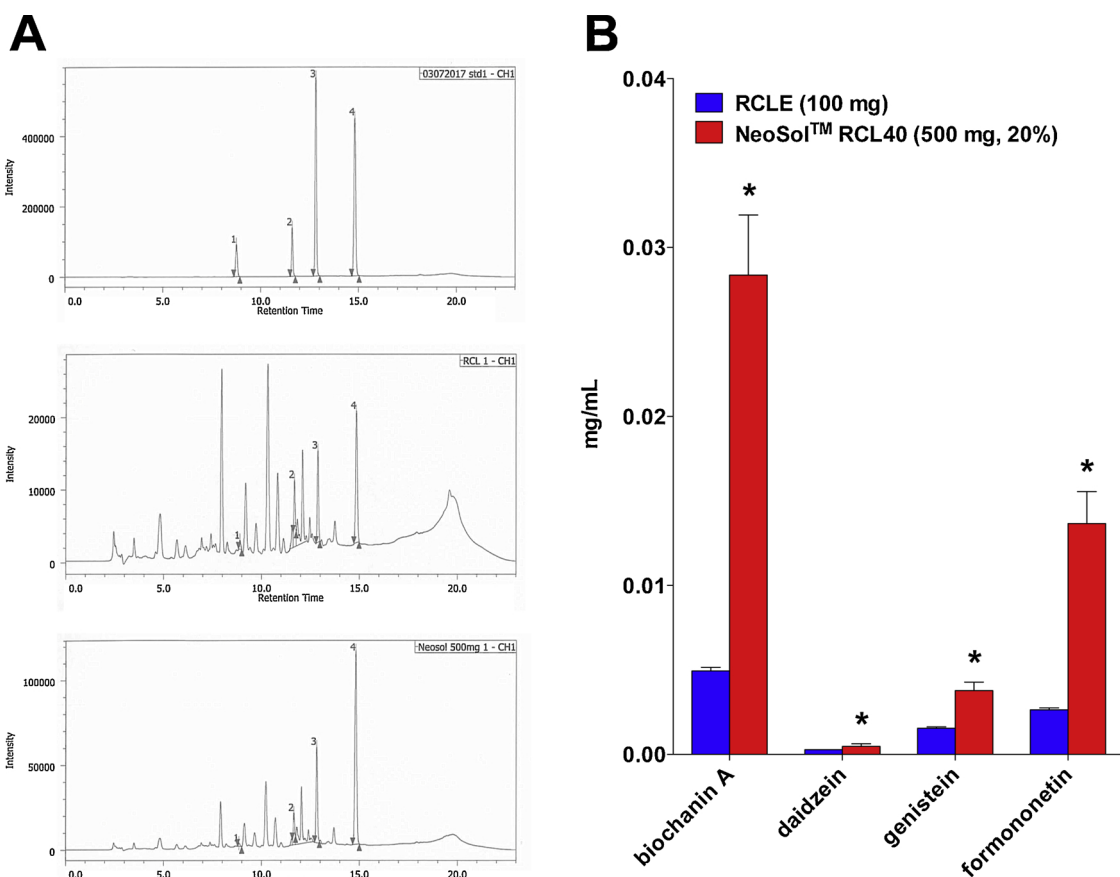 A
03072017 std1 - CH1
Intensity
400000
200000
0
1
2
3
4
0.0 5.0 10.0 15.0 20.0
Retention Time
RCL 1 - CH1
Intensity
20000
10000
0
1
2
3
4
0.0 5.0 10.0 15.0 20.0
Retention Time
Neosol 500mg 1 - CH1
Intensity
100000
50000
0
1
2
3
4
0.0 5.0 10.0 15.0 20.0
B
RCLE (100 mg)
NeoSol™ RCL40 (500 mg, 20%)
mg/mL
0.04
0.03
0.02
0.01
0.00
*
*
*
*
biochanin A
daidzein
genistein
formononetin